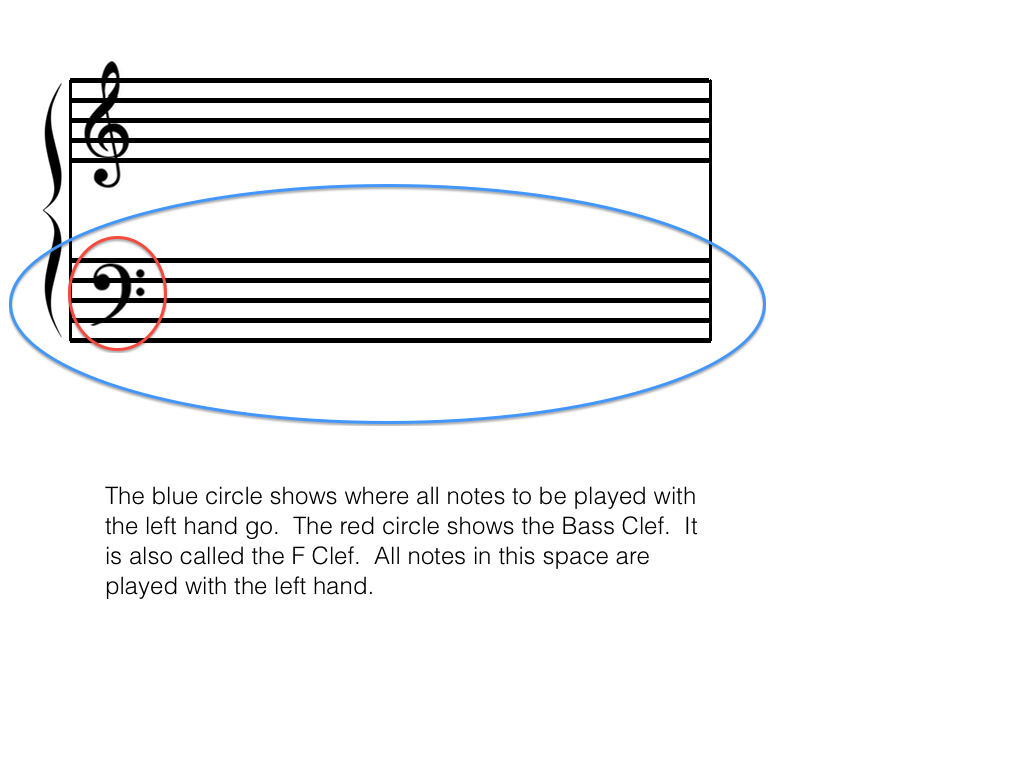 The blue circle shows where all notes to be played with
the left hand go.  The red circle shows the Bass Clef.  It
is also called the F Clef.  All notes in this space are
played with the left hand.